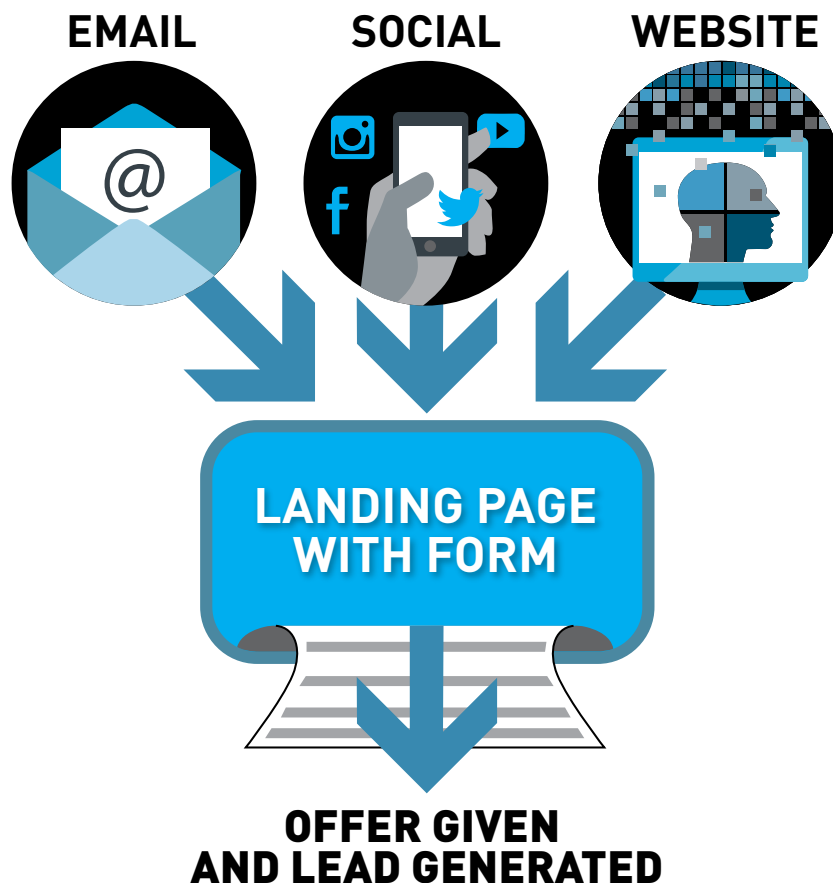 EMAIL
SOCIAL
WEBSITE
@
f
LANDING PAGE
WITH FORM
OFFER GIVEN
AND LEAD GENERATED